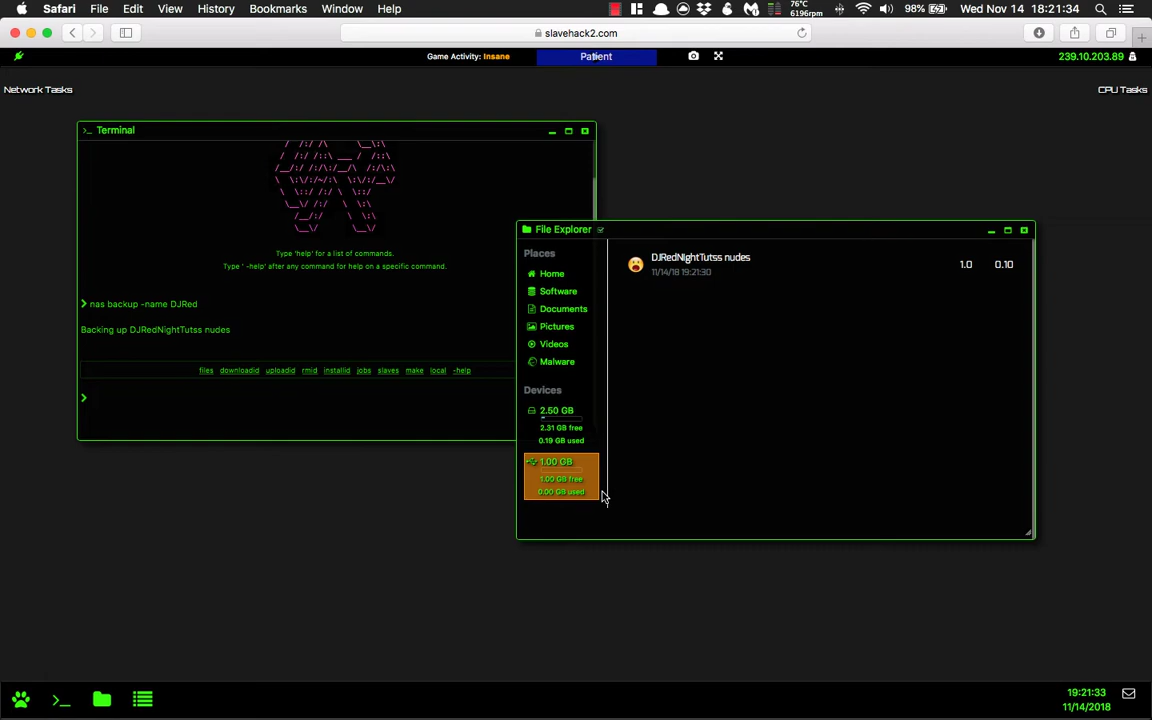 Safari File Edit View History Bookmarks Window Help 76°C 6196rpm 98% Wed Nov 14 18:21:34
slavehack2.com
Game Activity: Insane Patient 239.10.203.89
Network Tasks CPU Tasks
>_ Terminal
Type 'help' for a list of commands.
Type ' -help' after any command for help on a specific command.
nas backup -name DJRed
Backing up DJRedNightTutss nudes
files downloadid uploadid rmid installid jobs slaves make local -help
File Explorer
Places
Home
Software
Documents
Pictures
Videos
Malware
Devices
2.50 GB
2.31 GB free
0.19 GB used
1.00 GB
1.00 GB free
0.00 GB used
DJRedNightTutss nudes 1.0 0.10
11/14/18 19:21:30
19:21:33
11/14/2018